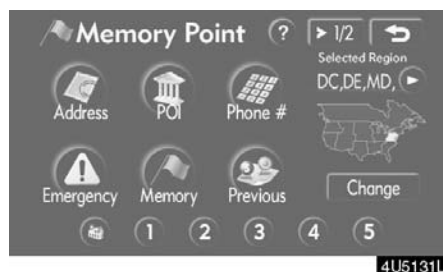 Memory Point ? > 1/2
Selected Region
DC,DE,MD,
Address POI Phone #
Emergency Memory Previous Change
1 2 3 4 5
4U5131U